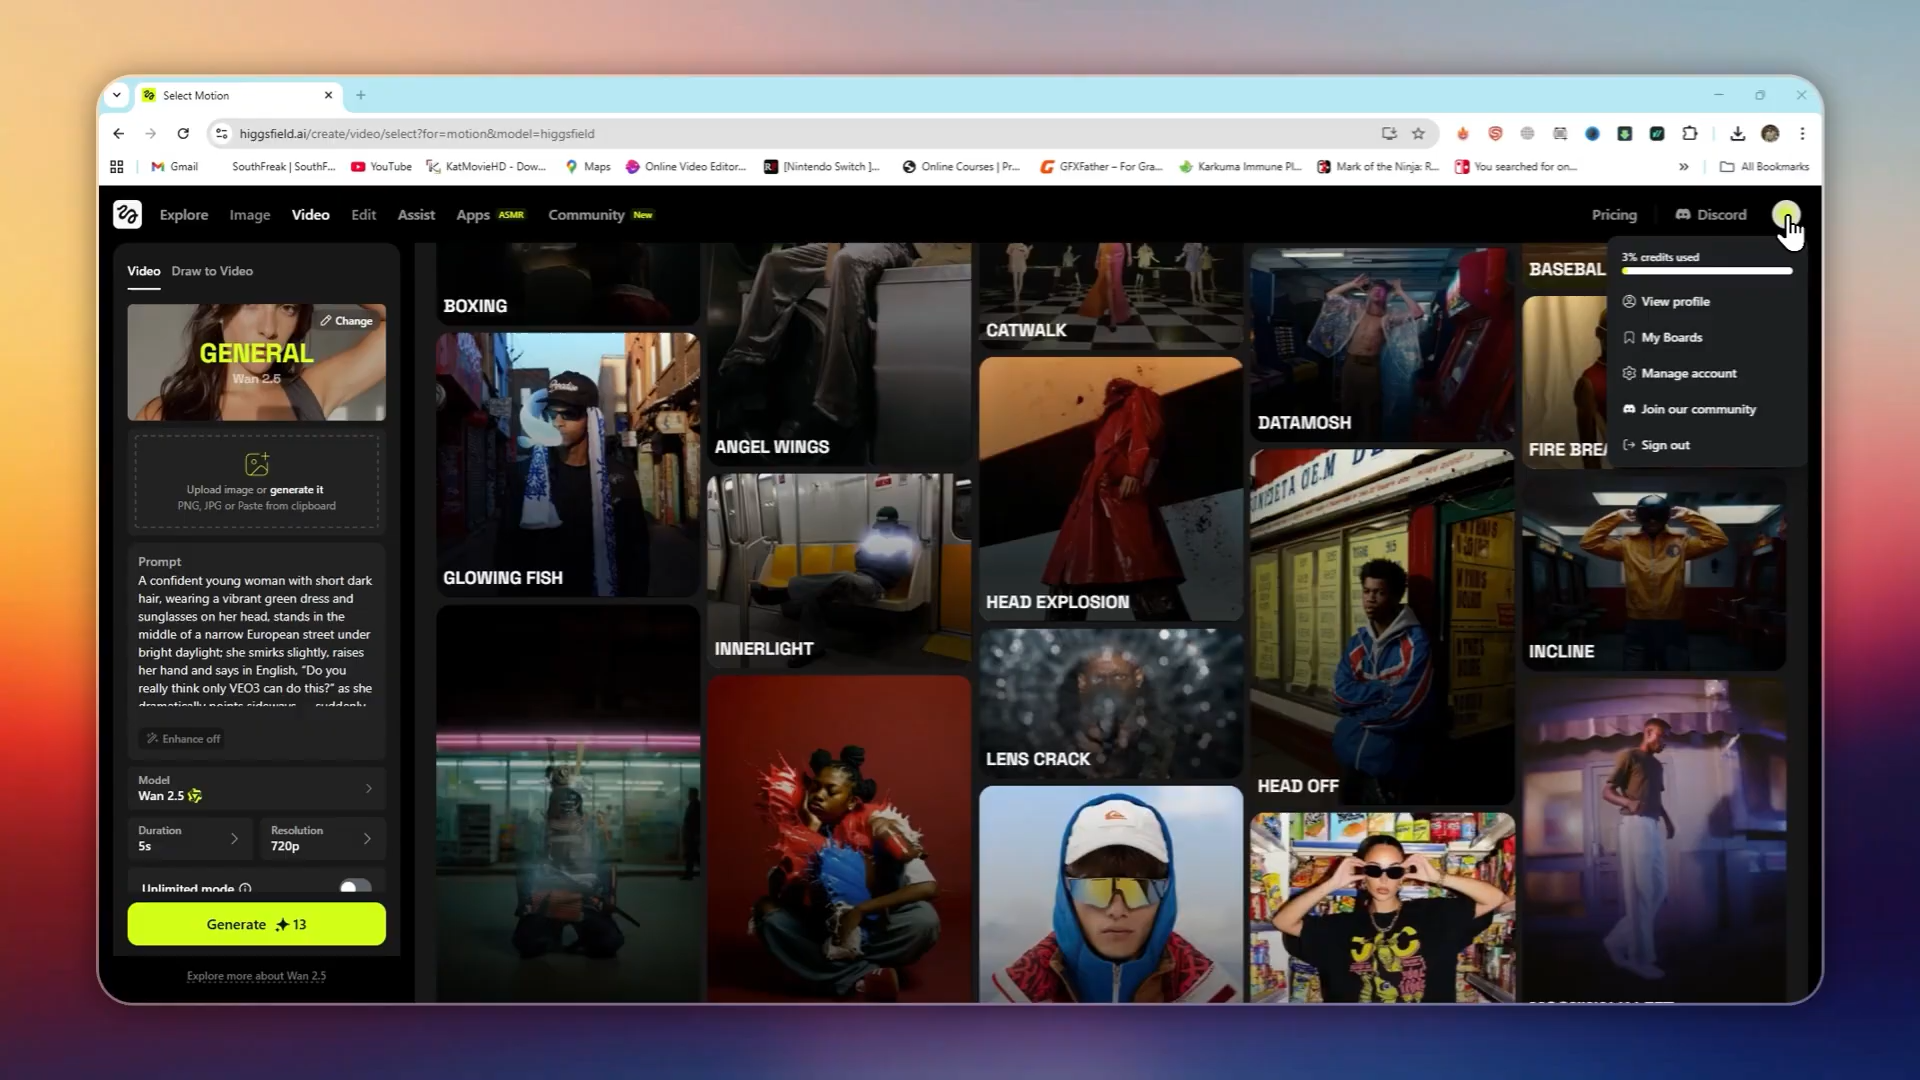 Select Motion
higgsfield.ai/create/video/select?for=motion&model=higgsfield
Gmail
SouthFreak | SouthF...
YouTube
KatMovieHD - Dow...
Maps
Online Video Editor...
[Nintendo Switch ]...
Online Courses | Pr...
GFXFather – For Gra...
Karkuma Immune Pl...
Mark of the Ninja: R...
You searched for on...
All Bookmarks
Explore
Image
Video
Edit
Assist
Apps ASMR
Community New
Pricing
Discord
3% credits used
View profile
My Boards
Manage account
Join our community
Sign out
Video
Draw to Video
Change
GENERAL
Wan 2.5
Upload image or generate it
PNG, JPG or Paste from clipboard
Prompt
A confident young woman with short dark
hair, wearing a vibrant green dress and
sunglasses on her head, stands in the
middle of a narrow European street under
bright daylight; she smirks slightly, raises
her hand and says in English, “Do you
really think only VEO3 can do this?” as she
dramatically points sideways — suddenly,
Enhance off
Model
Wan 2.5
Duration
5s
Resolution
720p
Unlimited mode
Generate 13
Explore more about Wan 2.5
BOXING
GLOWING FISH
ANGEL WINGS
INNERLIGHT
CATWALK
HEAD EXPLOSION
LENS CRACK
DATAMOSH
HEAD OFF
BASEBAL
FIRE BREA
INCLINE